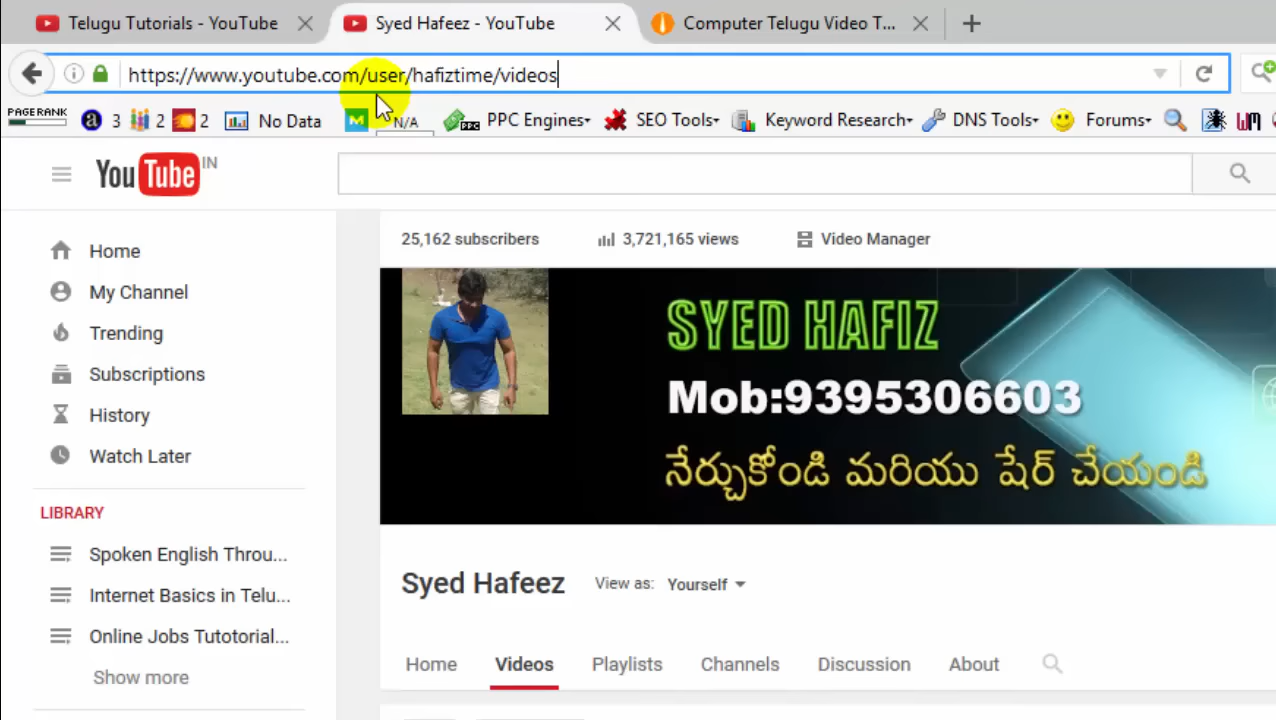 Telugu Tutorials - YouTube
Syed Hafeez - YouTube
Computer Telugu Video T...
https://www.youtube.com/user/hafiztime/videos
PAGERANK
a 3
2
2
No Data
M
N/A
PPC
PPC Engines
SEO Tools
Keyword Research
DNS Tools
Forums
YouTube IN
Home
My Channel
Trending
Subscriptions
History
Watch Later
LIBRARY
Spoken English Throu...
Internet Basics in Telu...
Online Jobs Tutotorial...
Show more
25,162 subscribers
3,721,165 views
Video Manager
SYED HAFIZ
Mob:9395306603
నేర్చుకోండి మరియు షేర్ చేయండి
Syed Hafeez
View as: Yourself
Home
Videos
Playlists
Channels
Discussion
About